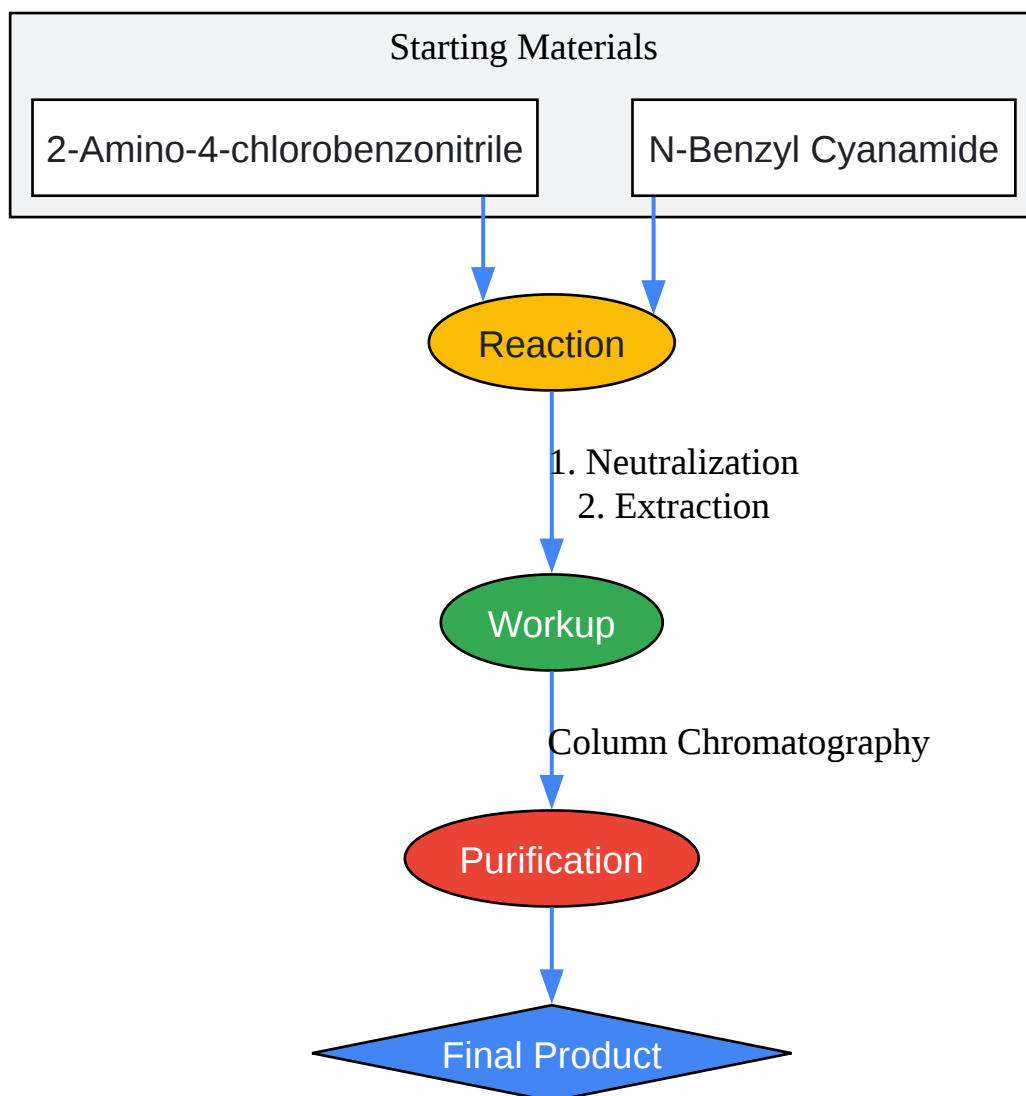 Starting Materials
2-Amino-4-chlorobenzonitrile
N-Benzyl Cyanamide
Reaction
1. Neutralization
2. Extraction
Workup
Column Chromatography
Purification
Final Product